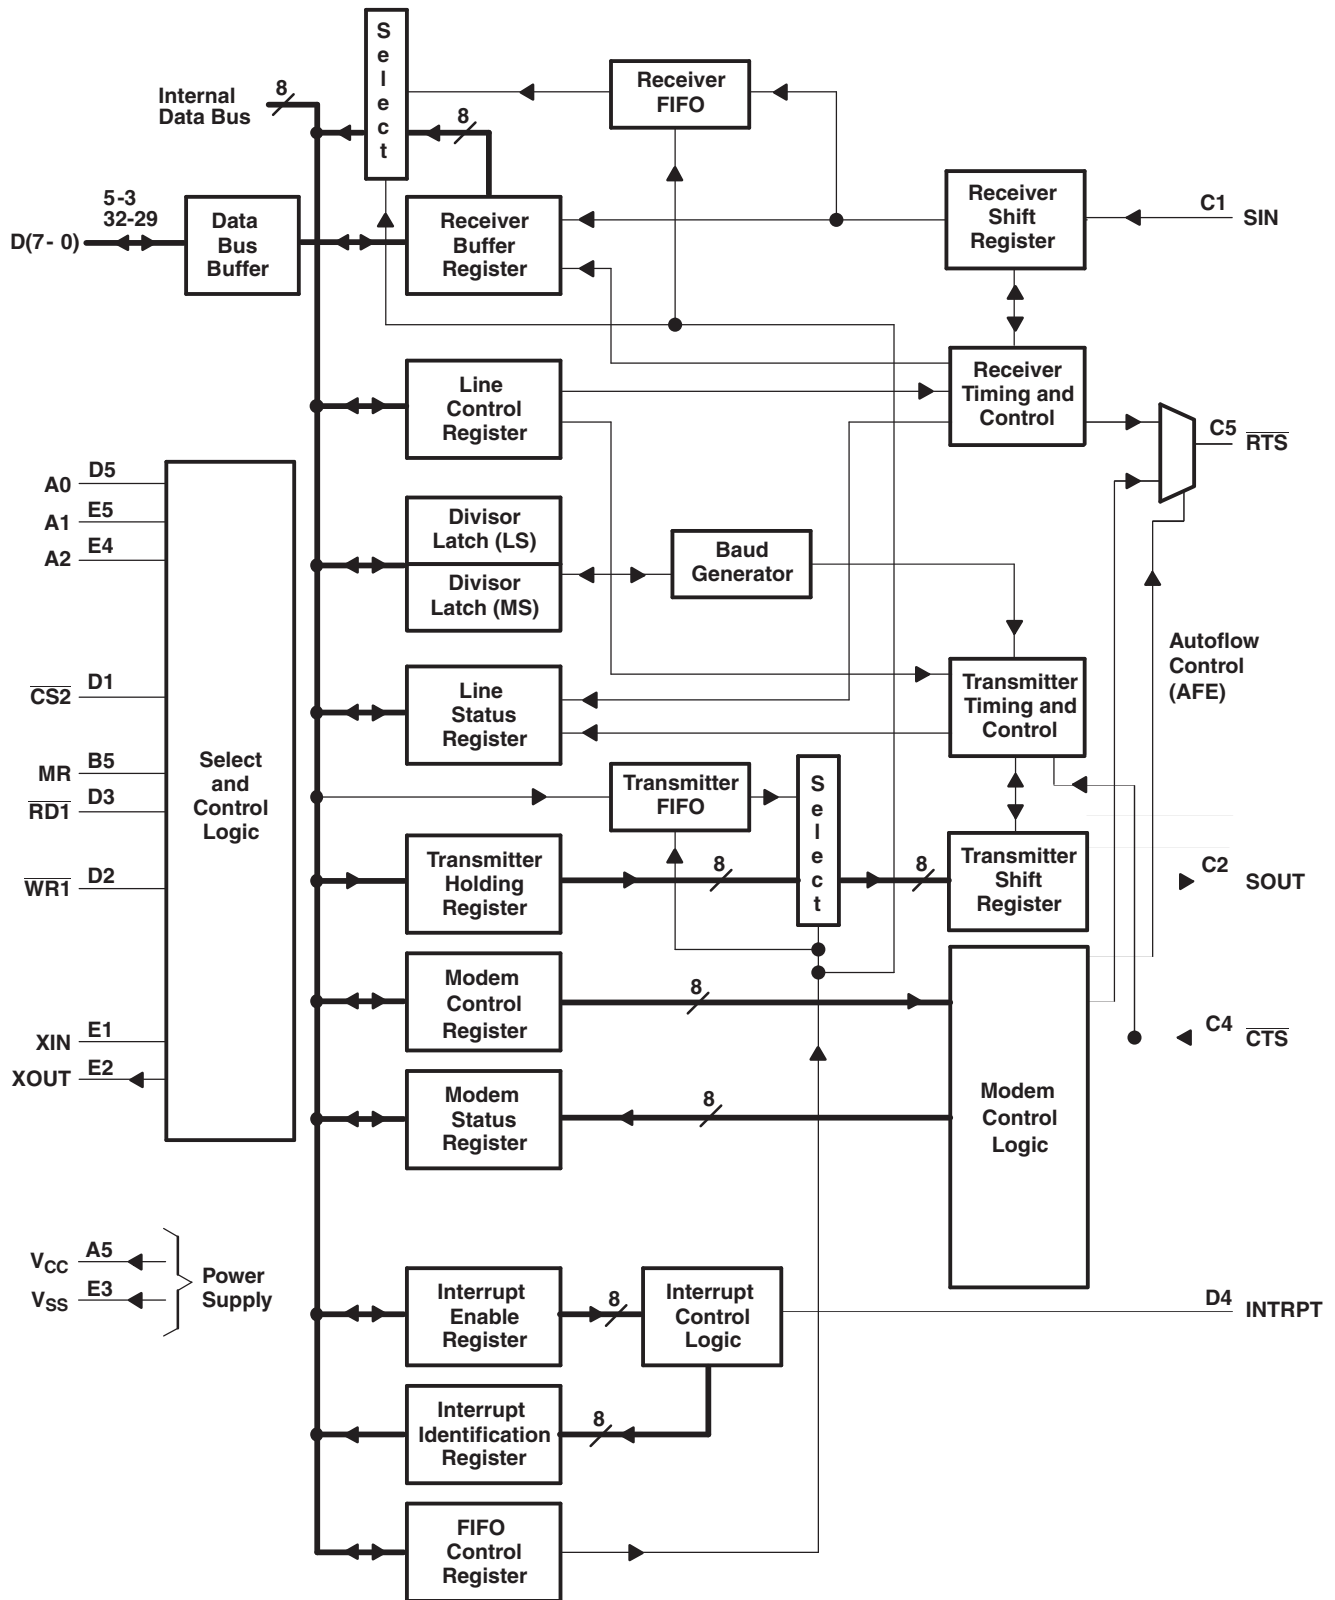 Select
8
Internal
Data Bus
Receiver
FIFO
8
5-3
32-29
D(7- 0)
Data
Bus
Buffer
Receiver
Buffer
Register
Receiver
Shift
Register
C1
SIN
Line
Control
Register
Receiver
Timing and
Control
C5
RTS
A0
D5
A1
E5
A2
E4
Divisor
Latch (LS)
Divisor
Latch (MS)
Baud
Generator
Autoflow
Control
(AFE)
CS2
D1
Line
Status
Register
Transmitter
Timing and
Control
MR
B5
RD1
D3
WR1
D2
Select
and
Control
Logic
Transmitter
FIFO
Select
Transmitter
Holding
Register
8
8
Transmitter
Shift
Register
C2
SOUT
Modem
Control
Register
8
C4
CTS
XIN
E1
XOUT
E2
Modem
Status
Register
8
Modem
Control
Logic
VCC
A5
VSS
E3
Power
Supply
Interrupt
Enable
Register
8
Interrupt
Control
Logic
D4
INTRPT
Interrupt
Identification
Register
8
FIFO
Control
Register